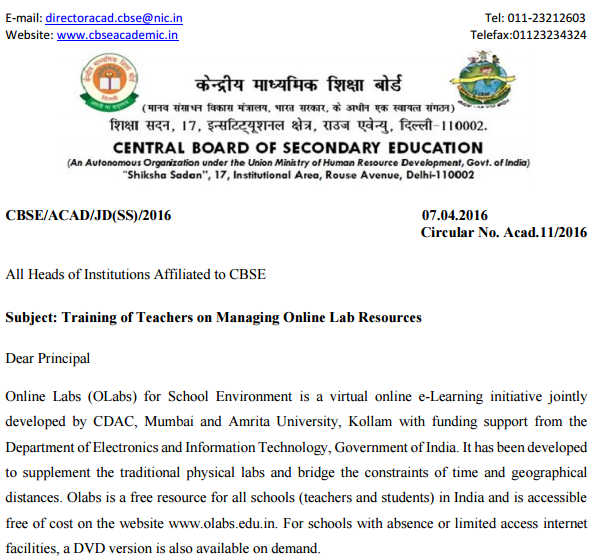 E-mail: directoracad.cbse@nic.in Tel: 011-23212603
Website: www.cbseacademic.in Telefax:01123234324
केन्द्रीय माध्यमिक शिक्षा बोर्ड
(मानव संसाधन विकास मंत्रालय, भारत सरकार, के अधीन एक स्वायत्त संगठन)
शिक्षा सदन, 17, इन्सटिट्यूशनल क्षेत्र, राउज एवेन्यु, दिल्ली-110002.
CENTRAL BOARD OF SECONDARY EDUCATION
(An Autonomous Organization under the Union Ministry of Human Resource Development, Govt. of India)
"Shiksha Sadan", 17, Institutional Area, Rouse Avenue, Delhi-110002
CBSE/ACAD/JD(SS)/2016 07.04.2016
Circular No. Acad.11/2016
All Heads of Institutions Affiliated to CBSE
Subject: Training of Teachers on Managing Online Lab Resources
Dear Principal
Online Labs (OLabs) for School Environment is a virtual online e-Learning initiative jointly
developed by CDAC, Mumbai and Amrita University, Kollam with funding support from the
Department of Electronics and Information Technology, Government of India. It has been developed
to supplement the traditional physical labs and bridge the constraints of time and geographical
distances. Olabs is a free resource for all schools (teachers and students) in India and is accessible
free of cost on the website www.olabs.edu.in. For schools with absence or limited access internet
facilities, a DVD version is also available on demand.